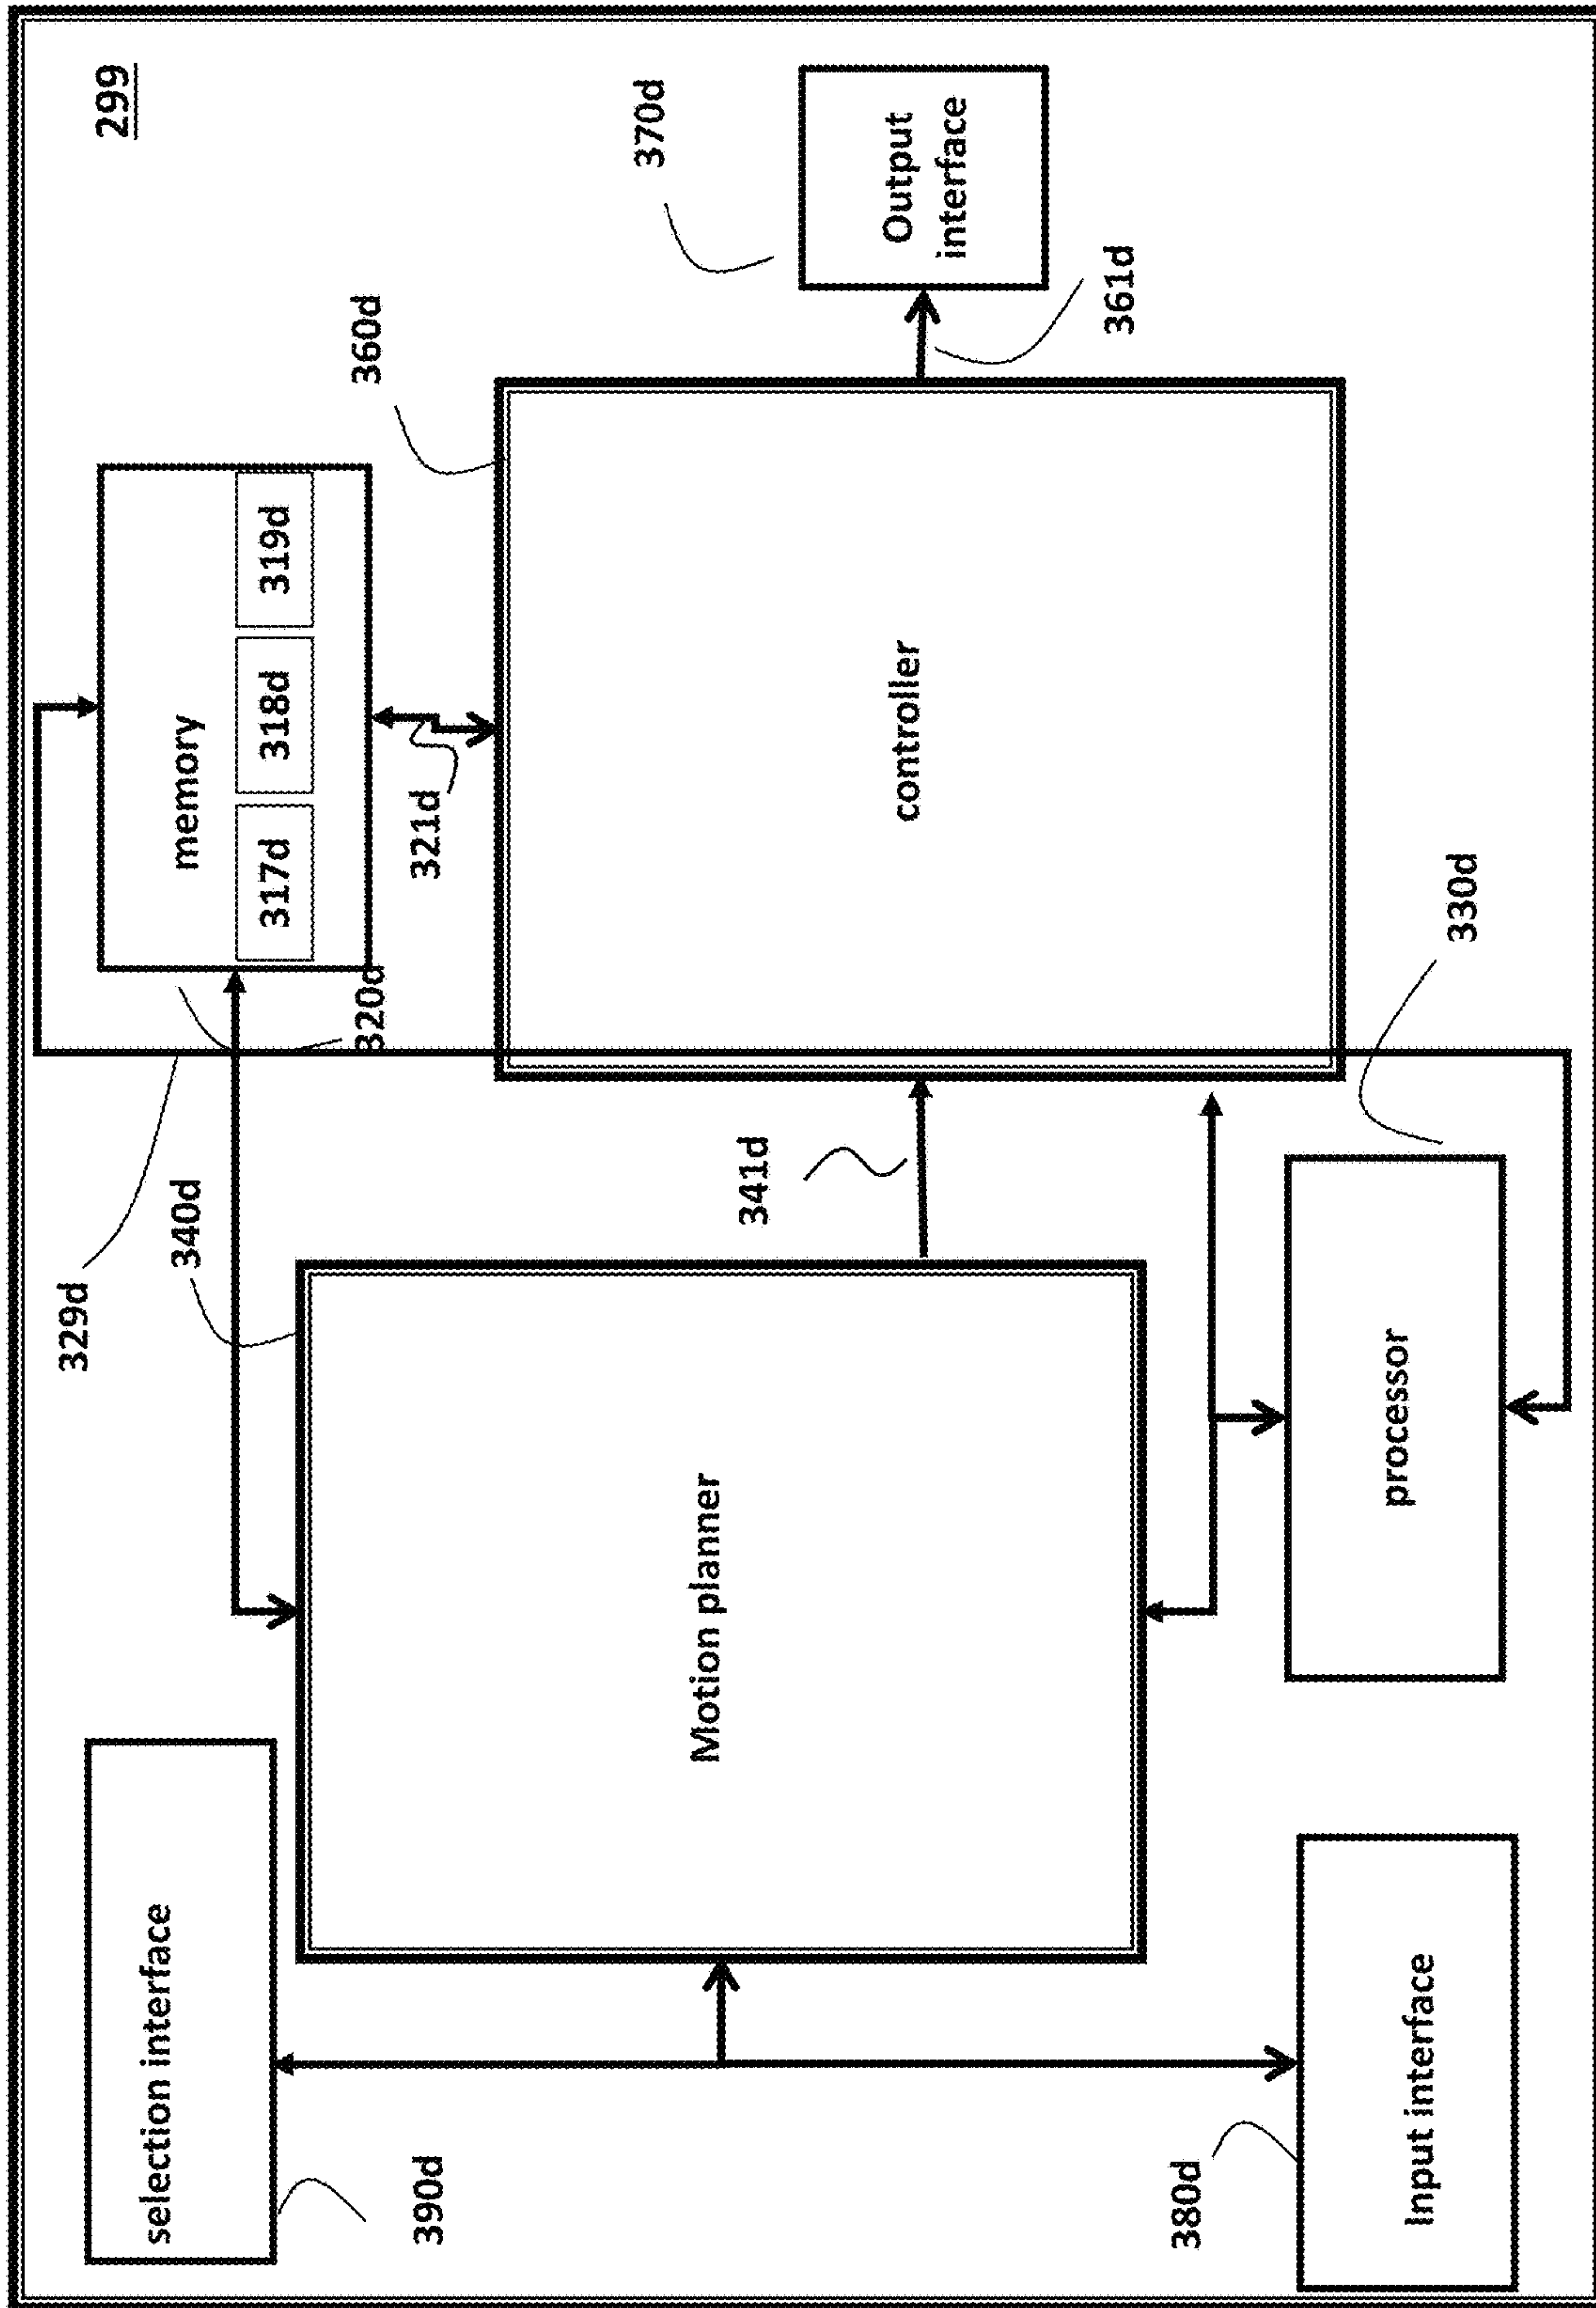 299
selection interface
390d
329d
340d
320d
memory
317d
318d
319d
321d
360d
370d
Output
interface
361d
controller
341d
Motion planner
330d
processor
380d
Input interface